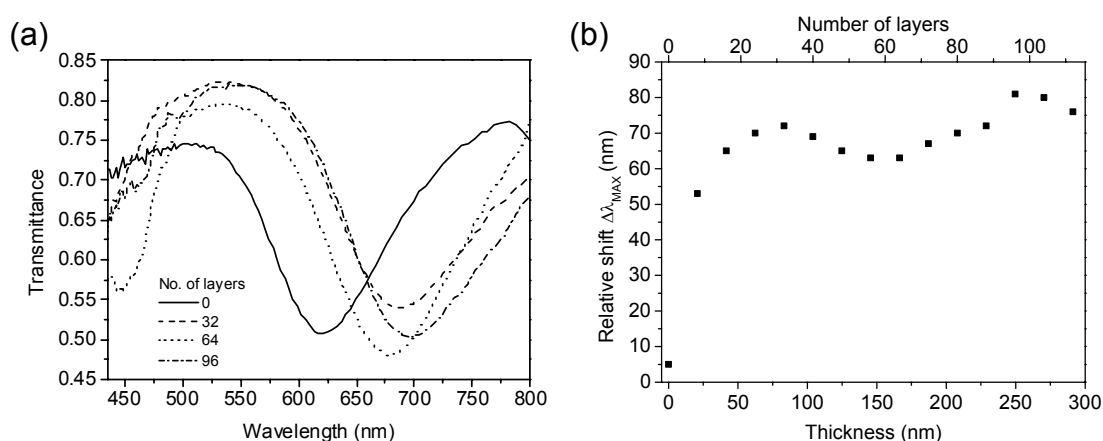 (a)
0.85
0.80
0.75
0.70
0.65
0.60
0.55
0.50
0.45
Transmittance
No. of layers
0
32
64
96
450 500 550 600 650 700 750 800
Wavelength (nm)
(b)
Number of layers
0 20 40 60 80 100
90
80
70
60
50
40
30
20
10
0
Relative shift ΔλMAX (nm)
0 50 100 150 200 250 300
Thickness (nm)